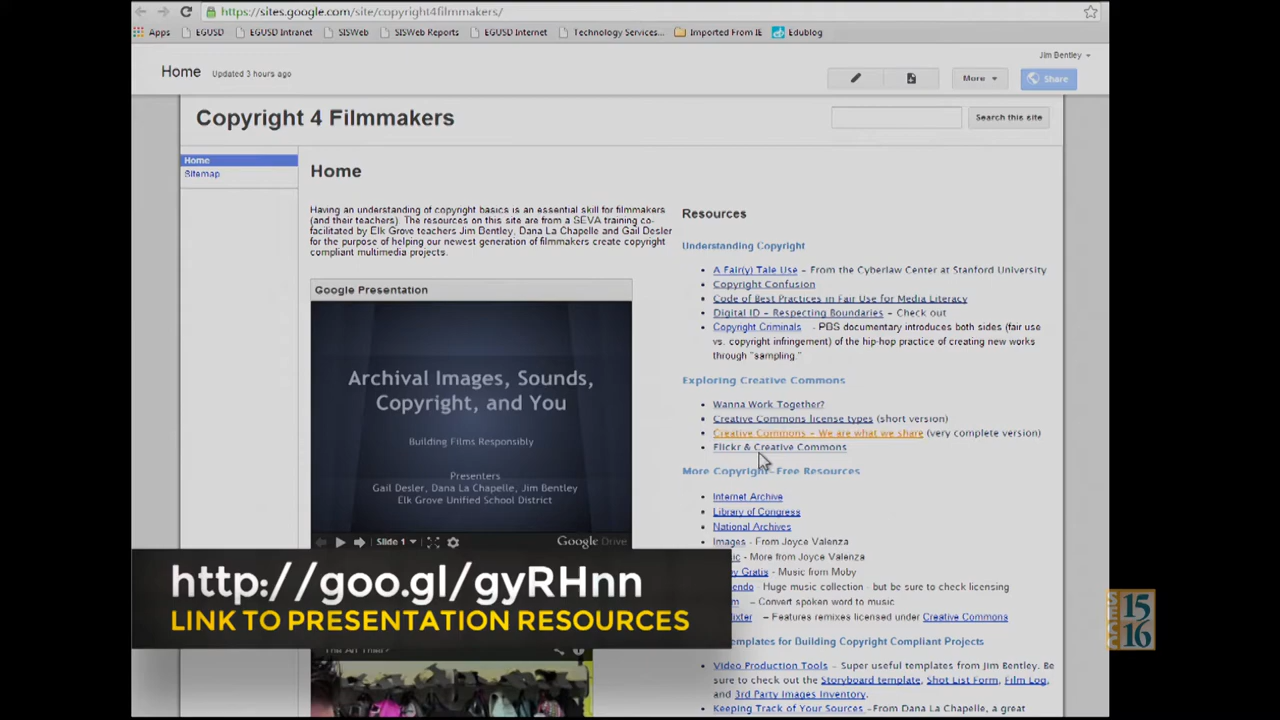 https://sites.google.com/site/copyright4filmmakers/
Apps EGUSD EGUSD Intranet SISWeb SISWeb Reports EGUSD Internet Technology Services... Imported From IE Edublog
Jim Bentley
Home Updated 3 hours ago
More
Share
Copyright 4 Filmmakers
Search this site
Home
Sitemap
Home
Having an understanding of copyright basics is an essential skill for filmmakers
(and their teachers). The resources on this site are from a SEVA training co-
facilitated by Elk Grove teachers Jim Bentley, Dana La Chapelle and Gail Desler
for the purpose of helping our newest generation of filmmakers create copyright
compliant multimedia projects.
Google Presentation
Archival Images, Sounds,
Copyright, and You
Building Films Responsibly
Presenters
Gail Desler, Dana La Chapelle, Jim Bentley
Elk Grove Unified School District
Slide 1
Google Drive
http://goo.gl/gyRHnn
LINK TO PRESENTATION RESOURCES
Resources
Understanding Copyright
A Fair(y) Tale Use – From the Cyberlaw Center at Stanford University
Copyright Confusion
Code of Best Practices in Fair Use for Media Literacy
Digital ID – Respecting Boundaries – Check out
Copyright Criminals - PBS documentary introduces both sides (fair use
vs. copyright infringement) of the hip-hop practice of creating new works
through "sampling."
Exploring Creative Commons
Wanna Work Together?
Creative Commons license types (short version)
Creative Commons – We are what we share (very complete version)
Flickr & Creative Commons
More Copyright-Free Resources
Internet Archive
Library of Congress
National Archives
Images - From Joyce Valenza
- More from Joyce Valenza
Gratis - Music from Moby
Huge music collection - but be sure to check licensing
– Convert spoken word to music
– Features remixes licensed under Creative Commons
Templates for Building Copyright Compliant Projects
Video Production Tools – Super useful templates from Jim Bentley. Be
sure to check out the Storyboard template, Shot List Form, Film Log,
and 3rd Party Images Inventory.
Keeping Track of Your Sources – From Dana La Chapelle, a great
SECC
15
16